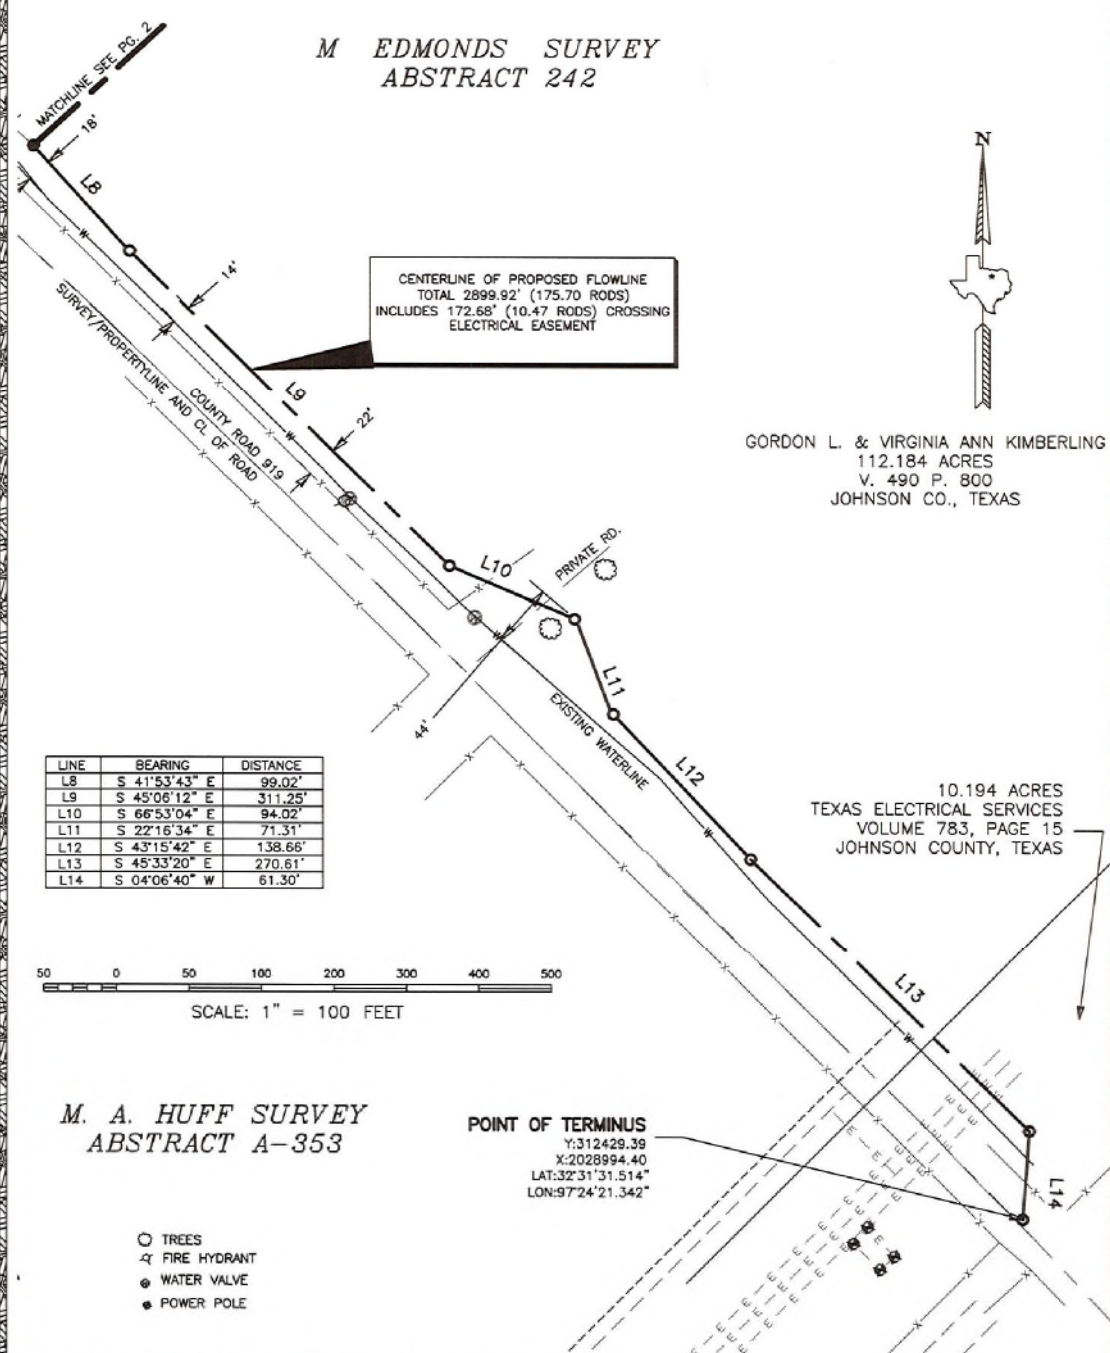 M EDMONDS SURVEY
ABSTRACT 242
MATCHLINE SEE PG. 2
18'
L8
14'
N
CENTERLINE OF PROPOSED FLOWLINE
TOTAL 2899.92' (175.70 RODS)
INCLUDES 172.68' (10.47 RODS) CROSSING
ELECTRICAL EASEMENT
L9
22'
SURVEY/PROPERTYLINE AND CL OF ROAD
COUNTY ROAD 919
GORDON L. & VIRGINIA ANN KIMBERLING
112.184 ACRES
V. 490 P. 800
JOHNSON CO., TEXAS
L10
PRIVATE RD.
L11
44'
EXISTING WATERLINE
L12
LINE BEARING DISTANCE
L8 S 41°53'43" E 99.02'
L9 S 45°06'12" E 311.25'
L10 S 66°53'04" E 94.02'
L11 S 22°16'34" E 71.31'
L12 S 43°15'42" E 138.66'
L13 S 45°33'20" E 270.61'
L14 S 04°06'40" W 61.30'
10.194 ACRES
TEXAS ELECTRICAL SERVICES
VOLUME 783, PAGE 15
JOHNSON COUNTY, TEXAS
L13
50 0 50 100 200 300 400 500
SCALE: 1" = 100 FEET
M. A. HUFF SURVEY
ABSTRACT A-353
POINT OF TERMINUS
Y:312429.39
X:2028994.40
LAT:32°31'31.514"
LON:97°24'21.342"
L14
TREES
FIRE HYDRANT
WATER VALVE
POWER POLE